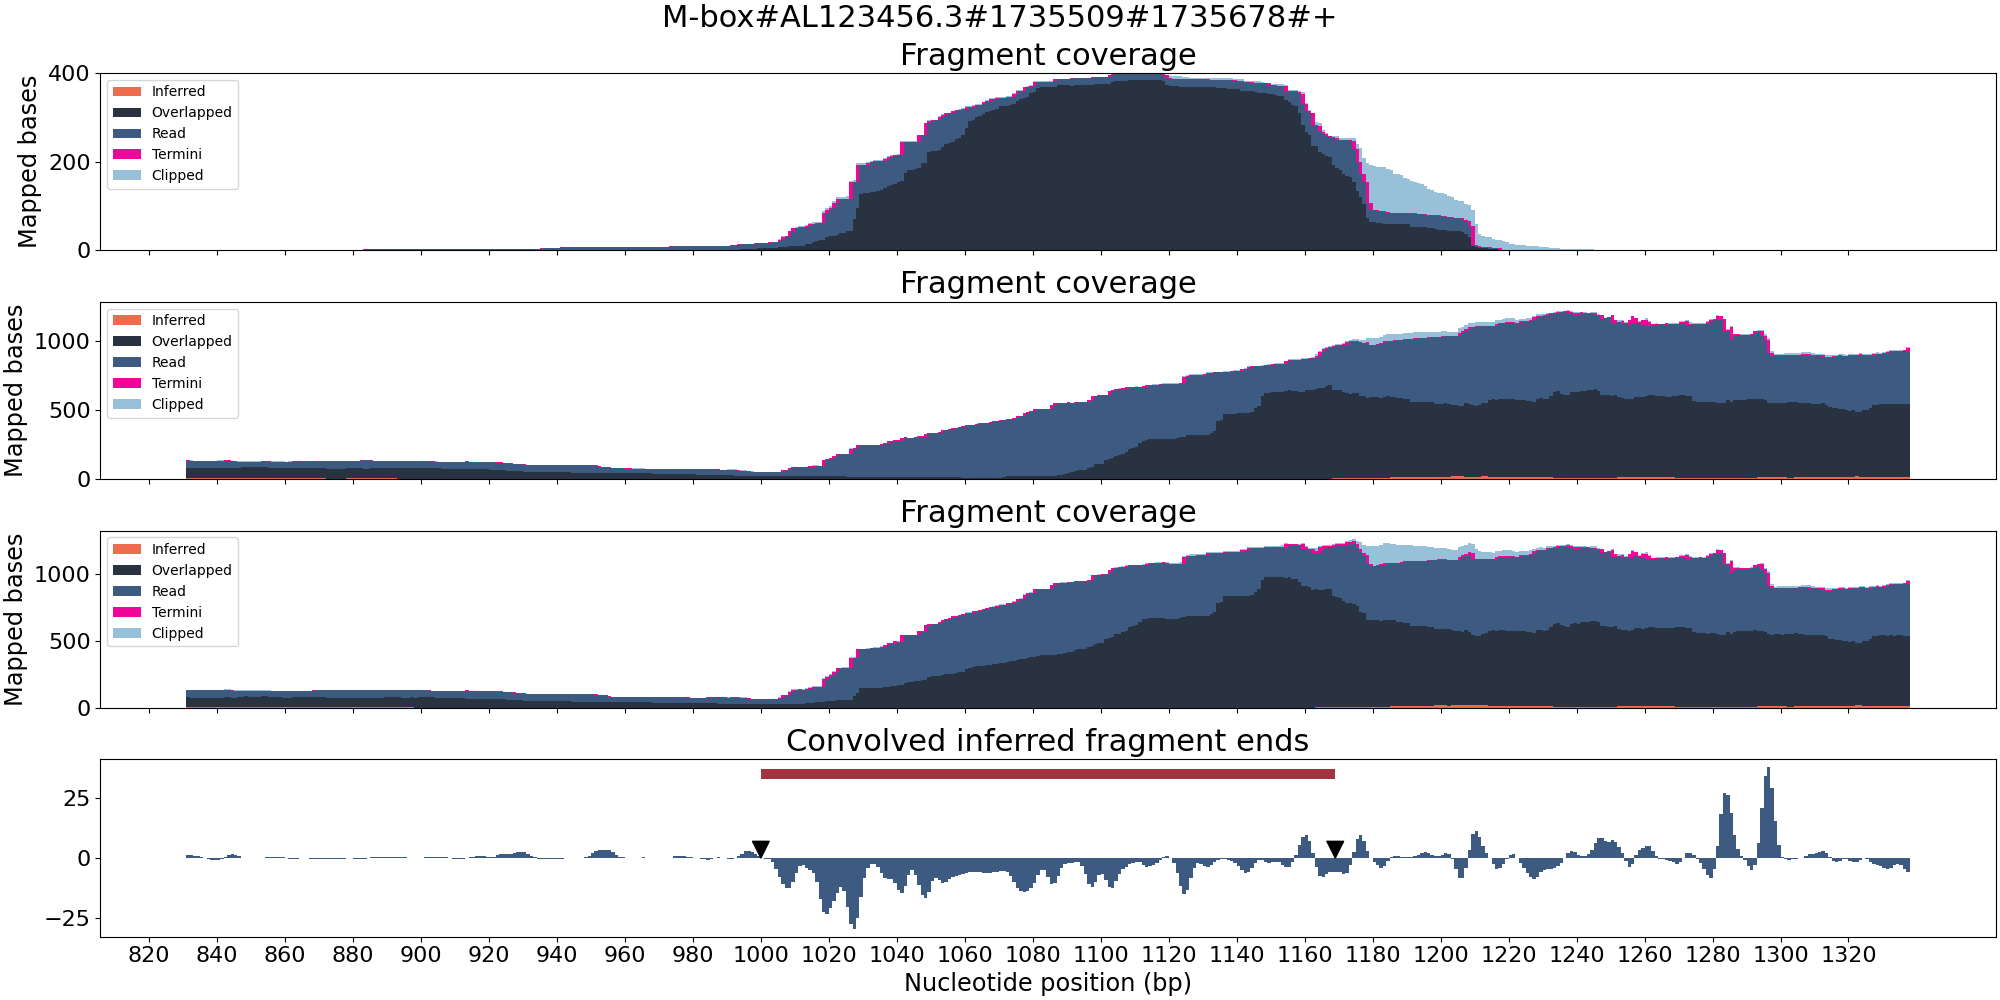 M-box#AL123456.3#1735509#1735678#+
Fragment coverage
Mapped bases
400
200
0
Inferred
Overlapped
Read
Termini
Clipped
Fragment coverage
Mapped bases
1000
500
0
Inferred
Overlapped
Read
Termini
Clipped
Fragment coverage
Mapped bases
1000
500
0
Inferred
Overlapped
Read
Termini
Clipped
Convolved inferred fragment ends
25
0
−25
820 840 860 880 900 920 940 960 980 1000 1020 1040 1060 1080 1100 1120 1140 1160 1180 1200 1220 1240 1260 1280 1300 1320
Nucleotide position (bp)